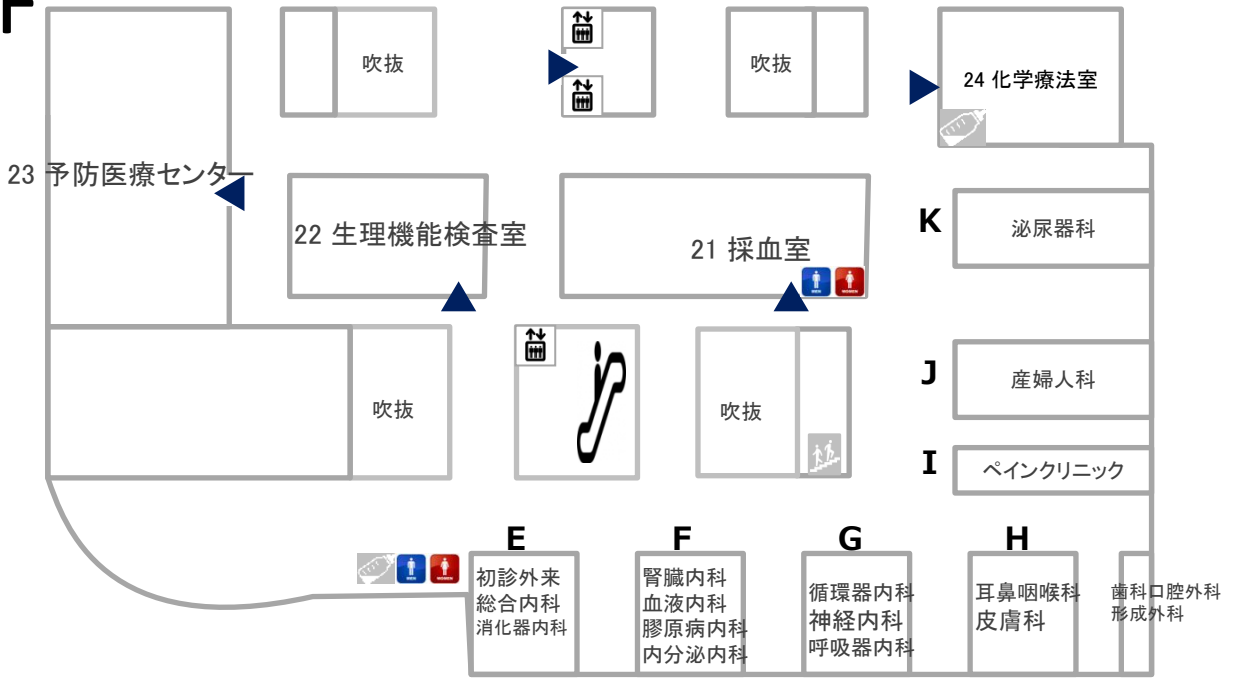 吹抜
吹抜
24 化学療法室
23 予防医療センター
22 生理機能検査室
21 採血室
K
泌尿器科
J
産婦人科
吹抜
吹抜
I
ペインクリニック
E
F
G
H
初診外来
総合内科
消化器内科
腎臓内科
血液内科
膠原病内科
内分泌内科
循環器内科
神経内科
呼吸器内科
耳鼻咽喉科
皮膚科
歯科口腔外科
形成外科